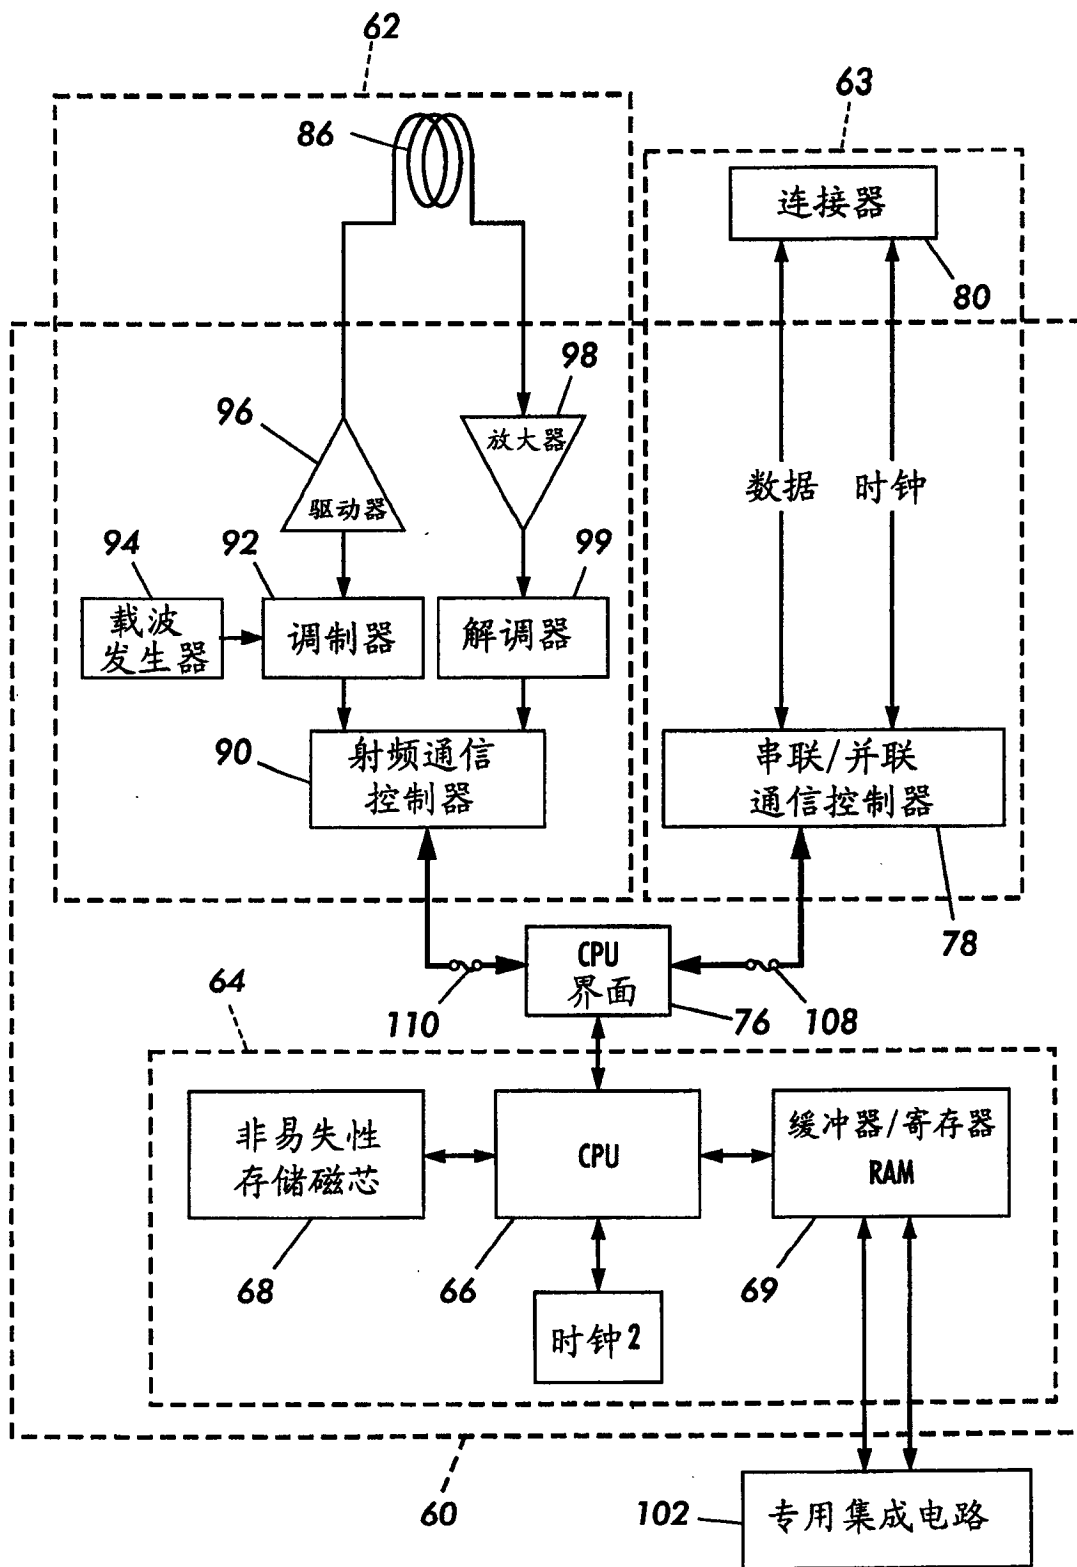 62
86
63
连接器
80
98
96
放大器
驱动器
数据 时钟
94
92
99
载波
发生器
调制器
解调器
90
射频通信
控制器
串联/并联
通信控制器
78
CPU
界面
110
76
108
64
非易失性
存储磁芯
CPU
缓冲器/寄存器
RAM
68
66
69
时钟2
60
102
专用集成电路